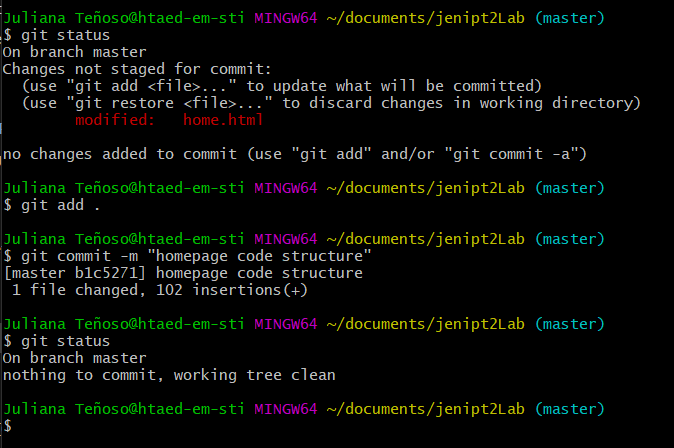 Juliana Teñoso@htaed-em-sti MINGW64 ~/documents/jenipt2Lab (master)
$ git status
On branch master
Changes not staged for commit:
  (use "git add <file>..." to update what will be committed)
  (use "git restore <file>..." to discard changes in working directory)
        modified:   home.html

no changes added to commit (use "git add" and/or "git commit -a")

Juliana Teñoso@htaed-em-sti MINGW64 ~/documents/jenipt2Lab (master)
$ git add .

Juliana Teñoso@htaed-em-sti MINGW64 ~/documents/jenipt2Lab (master)
$ git commit -m "homepage code structure"
[master b1c5271] homepage code structure
 1 file changed, 102 insertions(+)

Juliana Teñoso@htaed-em-sti MINGW64 ~/documents/jenipt2Lab (master)
$ git status
On branch master
nothing to commit, working tree clean

Juliana Teñoso@htaed-em-sti MINGW64 ~/documents/jenipt2Lab (master)
$